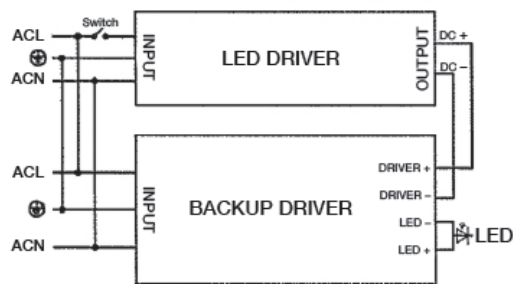 Switch
ACL
ACN
INPUT
LED DRIVER
OUTPUT
DC +
DC −
ACL
ACN
INPUT
BACKUP DRIVER
DRIVER +
DRIVER −
LED −
LED +
LED